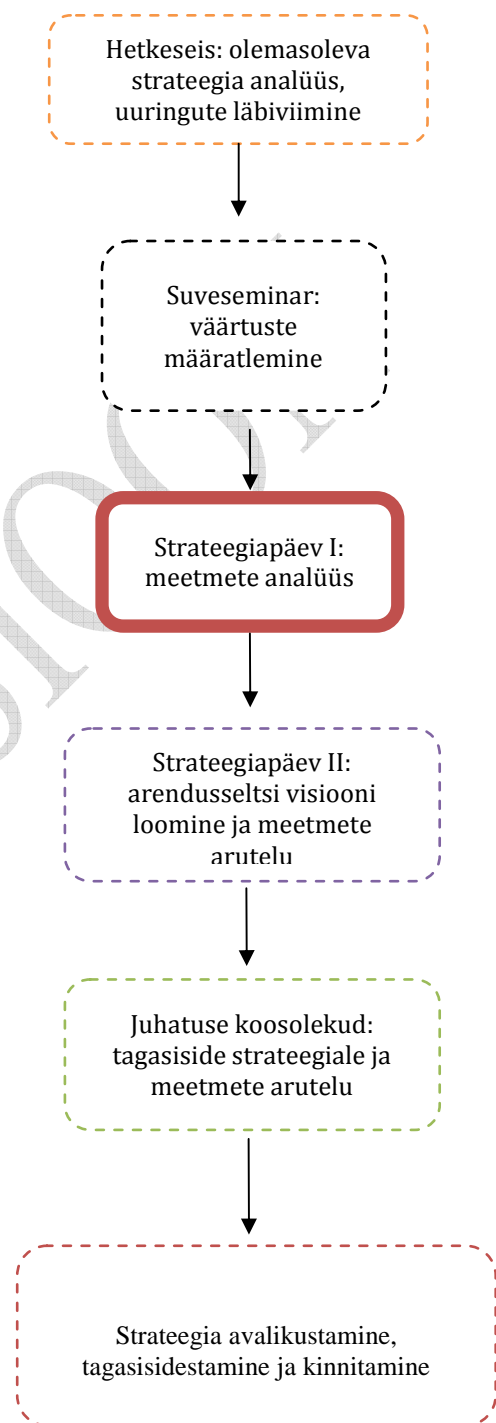 Hetkeseis: olemasoleva
strateegia analüüs,
uuringute läbiviimine
Suveseminar:
väärtuste
määratlemine
Strateegiapäev I:
meetmete analüüs
Strateegiapäev II:
arendusseltsi visiooni
loomine ja meetmete
arutelu
Juhatuse koosolekud:
tagasiside strateegiale ja
meetmete arutelu
Strateegia avalikustamine,
tagasisidestamine ja kinnitamine